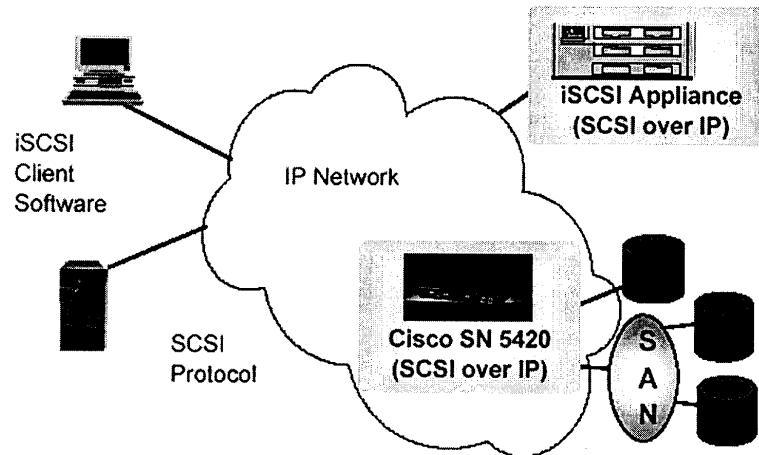 iSCSI Appliance
(SCSI over IP)
iSCSI
Client
Software
IP Network
Cisco SN 5420
(SCSI over IP)
SCSI
Protocol
S
A
N